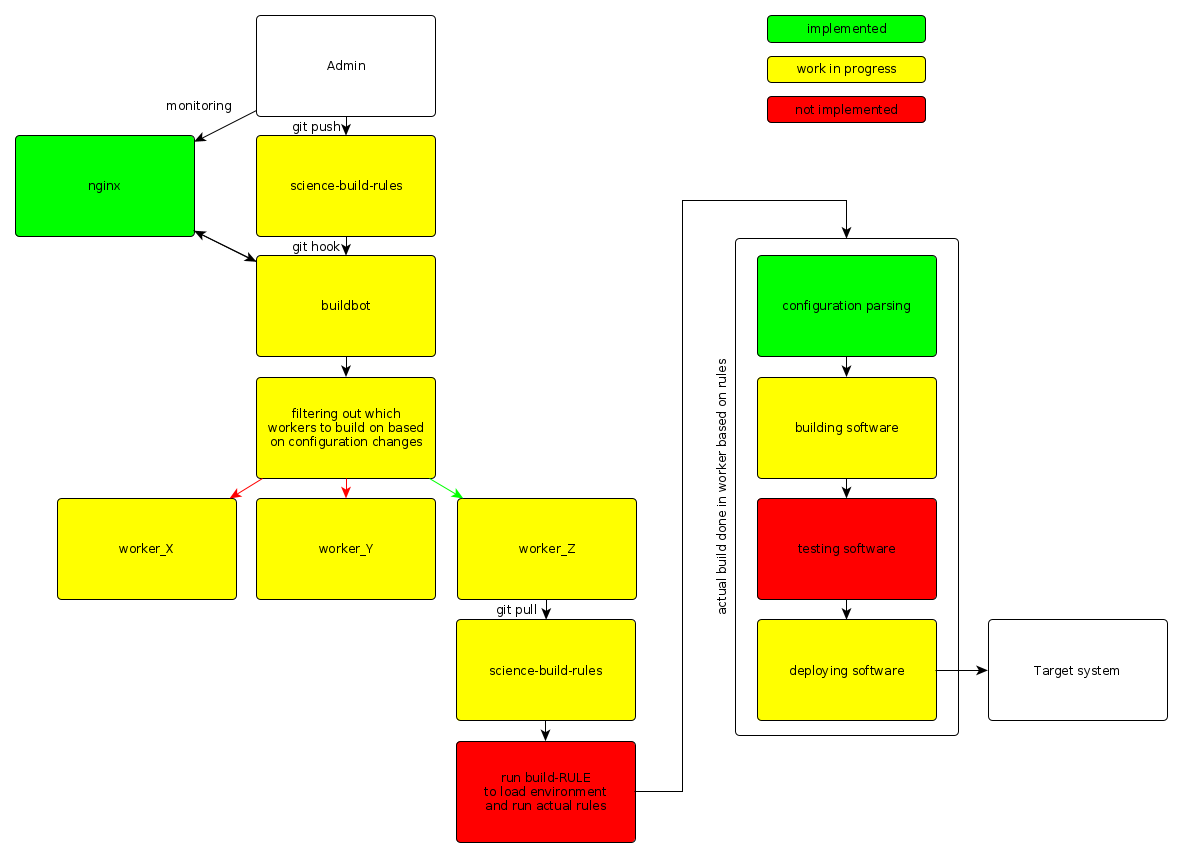 Admin
implemented
work in progress
not implemented
monitoring
git push
nginx
science-build-rules
git hook
buildbot
filtering out which
workers to build on based
on configuration changes
worker_X
worker_Y
worker_Z
git pull
science-build-rules
run build-RULE
to load environment
and run actual rules
actual build done in worker based on rules
configuration parsing
building software
testing software
deploying software
Target system